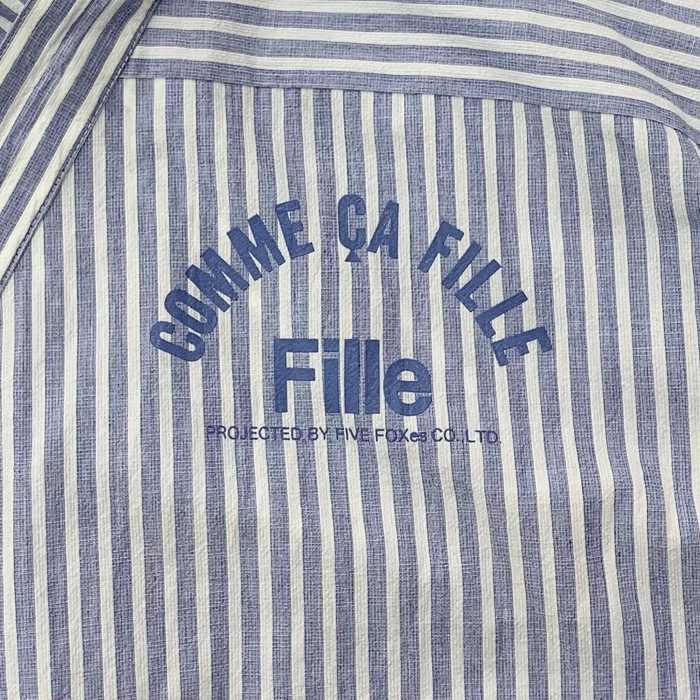 COMME ÇA FILLE
Fille
PROJECTED BY FIVE FOXes CO.,LTD.